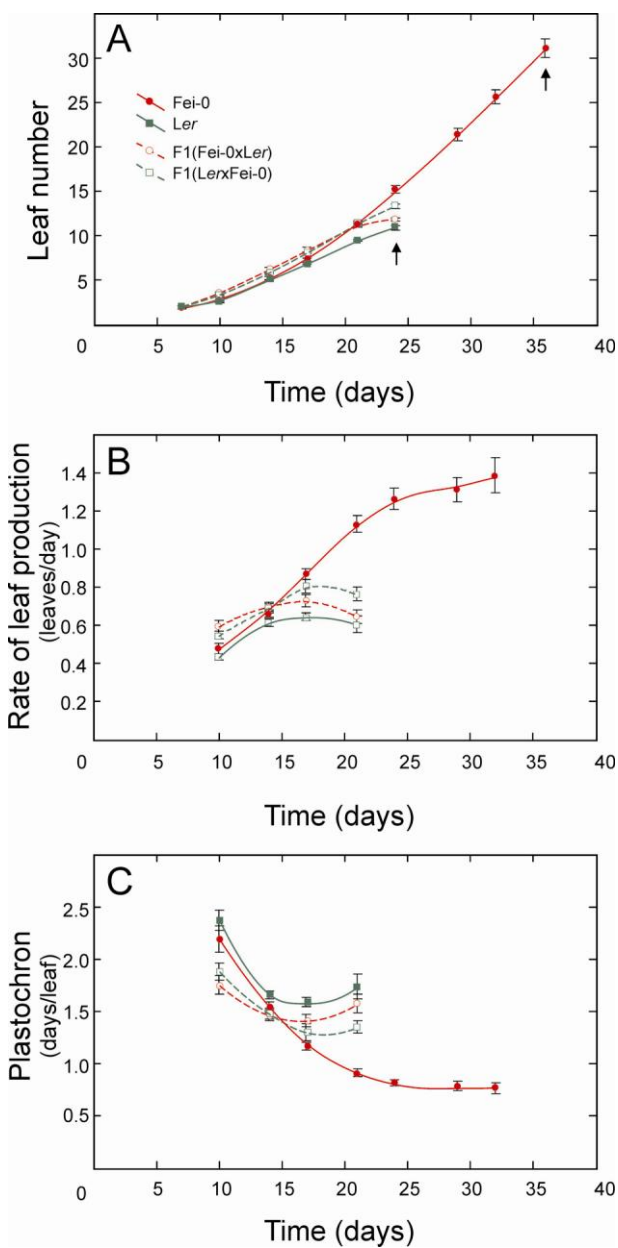 A
Leaf number
30
25
20
15
10
5
0
Fei-0
Ler
F1(Fei-0xLer)
F1(LerxFei-0)
5 10 15 20 25 30 35 40
Time (days)
B
Rate of leaf production
(leaves/day)
1.4
1.2
1.0
0.8
0.6
0.4
0.2
0
5 10 15 20 25 30 35 40
Time (days)
C
Plastochron
(days/leaf)
2.5
2.0
1.5
1.0
0.5
0
5 10 15 20 25 30 35 40
Time (days)